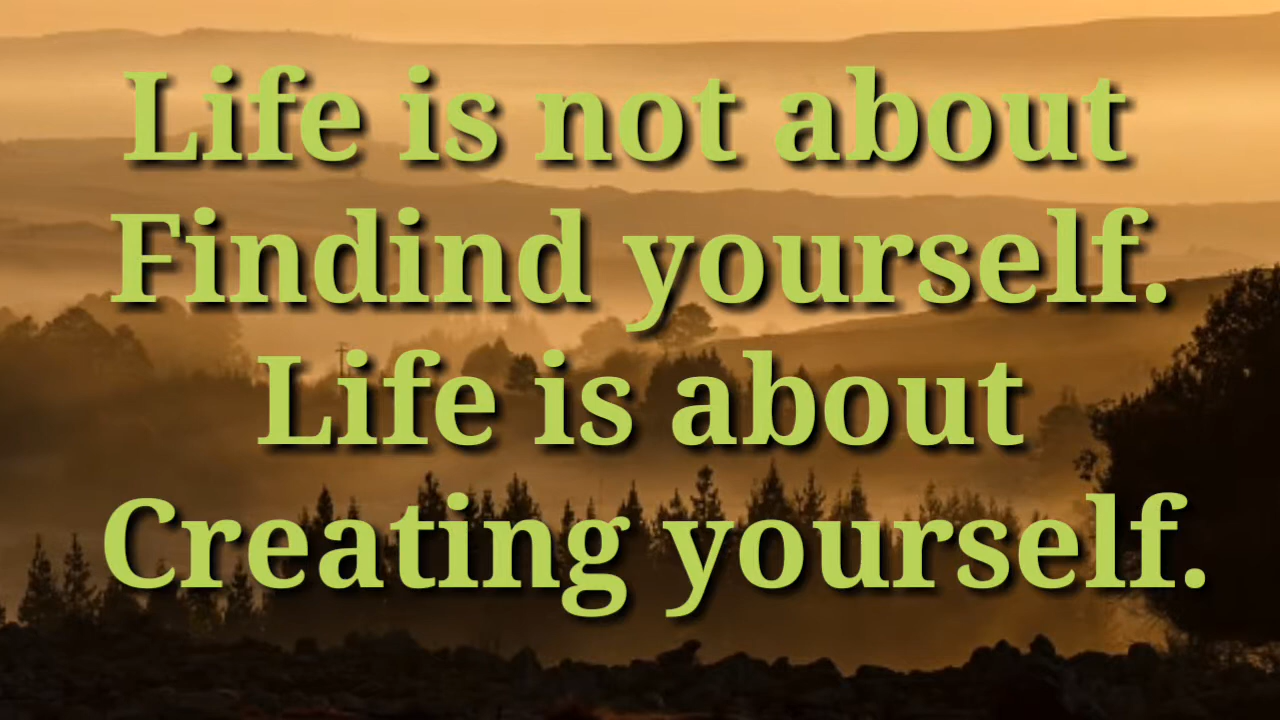 Life is not about
Findind yourself.
Life is about
Creating yourself.